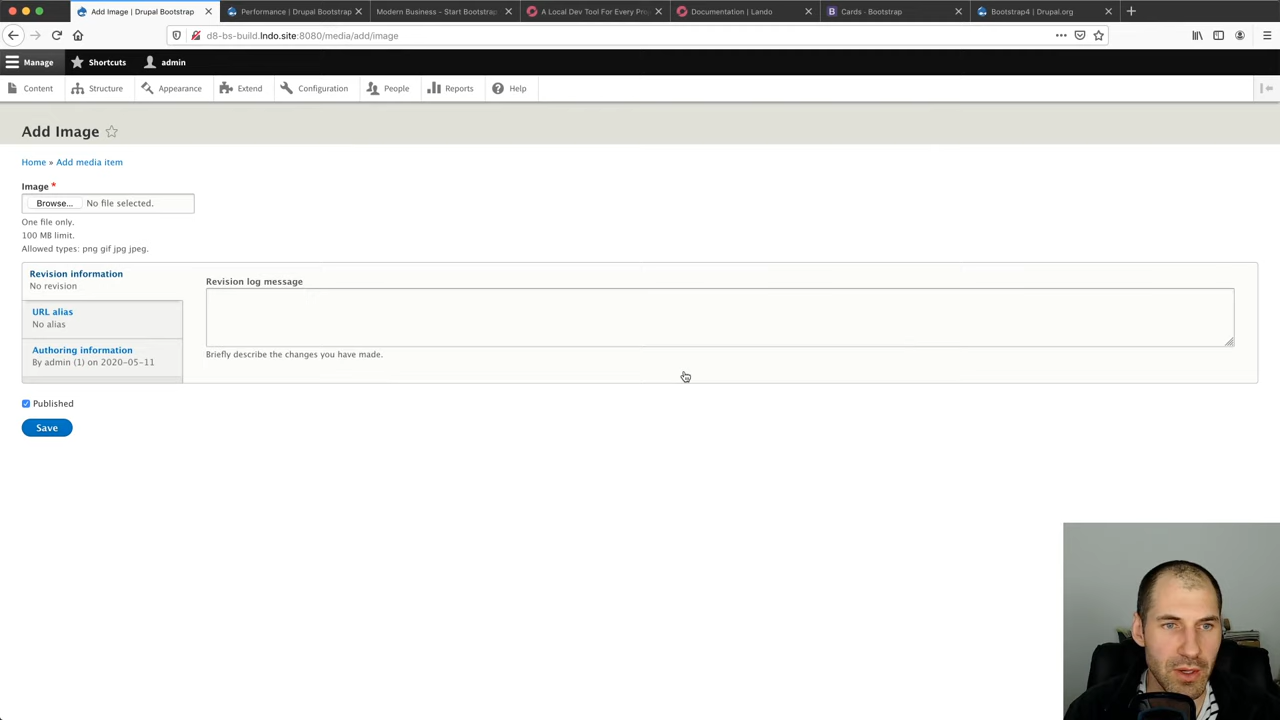 Add Image | Drupal Bootstrap
Performance | Drupal Bootstrap
Modern Business - Start Bootstrap
A Local Dev Tool For Every Pro
Documentation | Lando
Cards · Bootstrap
Bootstrap4 | Drupal.org
d8-bs-build.lndo.site:8080/media/add/image
Manage
Shortcuts
admin
Content
Structure
Appearance
Extend
Configuration
People
Reports
Help
Add Image
Home » Add media item
Image *
Browse... No file selected.
One file only.
100 MB limit.
Allowed types: png gif jpg jpeg.
Revision information
No revision
URL alias
No alias
Authoring information
By admin (1) on 2020-05-11
Revision log message
Briefly describe the changes you have made.
Published
Save